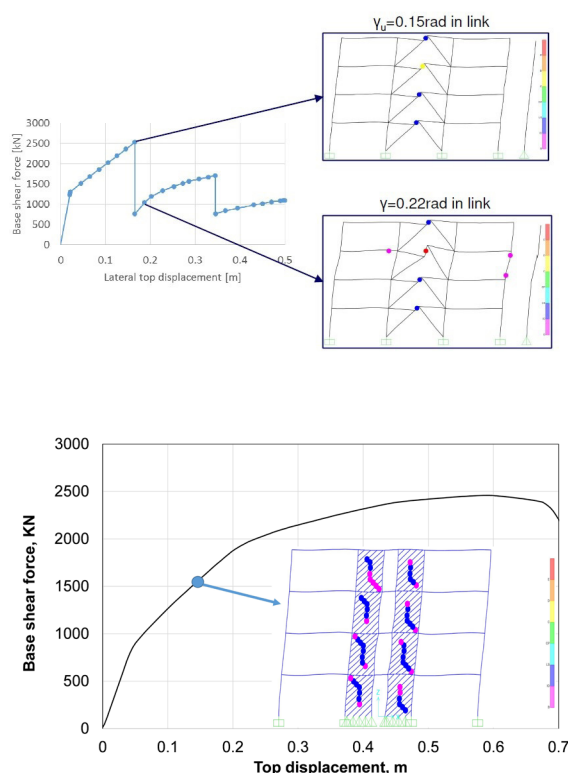 γu=0.15rad in link
3000
2500
2000
1500
1000
500
0
Base shear force [kN]
0 0.1 0.2 0.3 0.4 0.5
Lateral top displacement [m]
γ=0.22rad in link
3000
2500
2000
1500
1000
500
0
Base shear force, KN
0 0.1 0.2 0.3 0.4 0.5 0.6 0.7
Top displacement, m